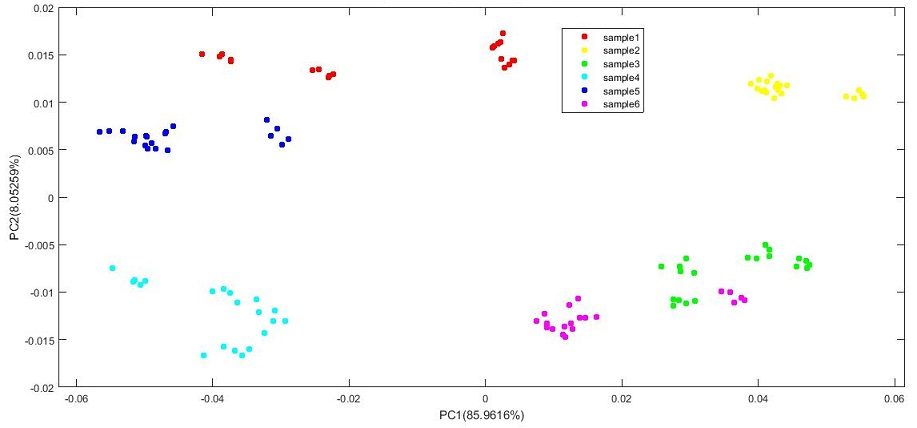 0.02
0.015
0.01
0.005
0
-0.005
-0.01
-0.015
-0.02
PC2(8.05259%)
sample1
sample2
sample3
sample4
sample5
sample6
-0.06 -0.04 -0.02 0 0.02 0.04 0.06
PC1(85.9616%)